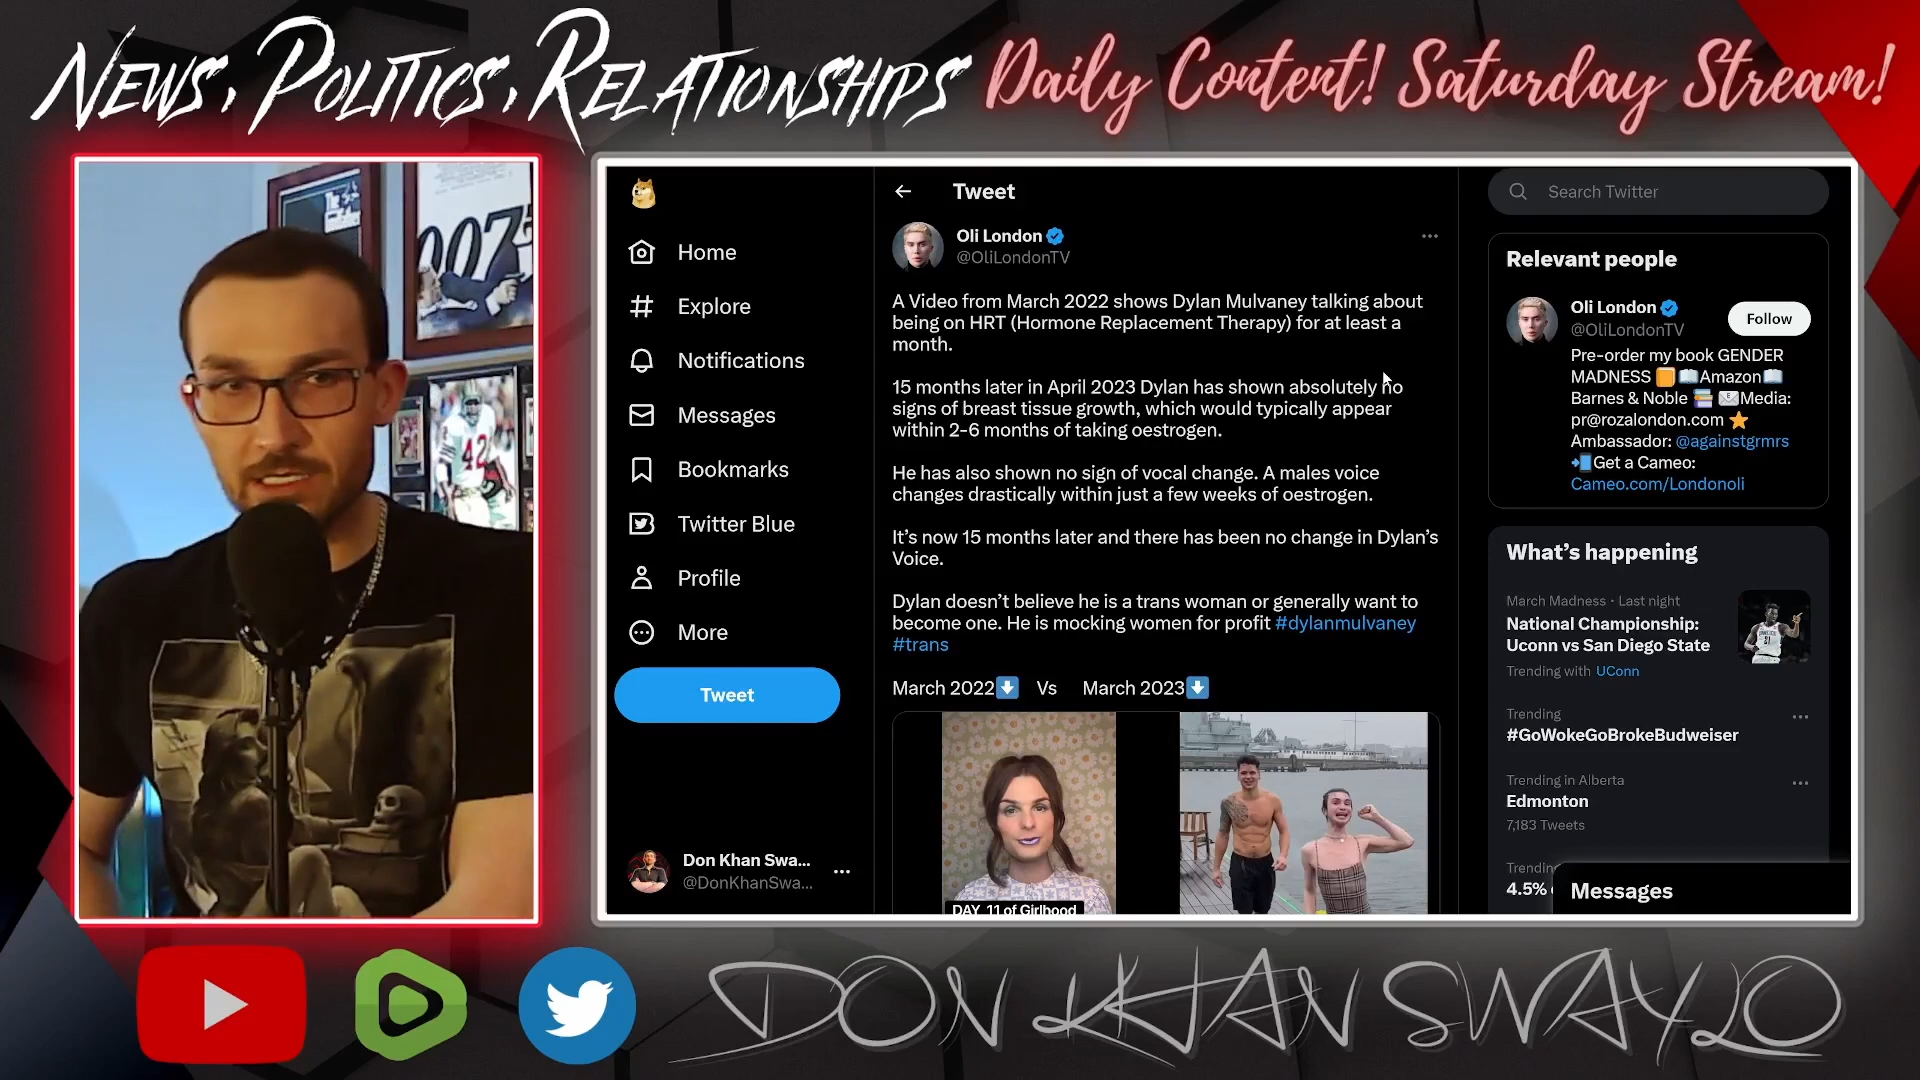 News, Politics, Relationships
Daily Content! Saturday Stream!
007
42
Home
Explore
Notifications
Messages
Bookmarks
Twitter Blue
Profile
More
Tweet
Don Khan Swa...
@DonKhanSwa...
Tweet
Oli London
@OliLondonTV
A Video from March 2022 shows Dylan Mulvaney talking about
being on HRT (Hormone Replacement Therapy) for at least a
month.
15 months later in April 2023 Dylan has shown absolutely no
signs of breast tissue growth, which would typically appear
within 2-6 months of taking oestrogen.
He has also shown no sign of vocal change. A males voice
changes drastically within just a few weeks of oestrogen.
It's now 15 months later and there has been no change in Dylan's
Voice.
Dylan doesn't believe he is a trans woman or generally want to
become one. He is mocking women for profit #dylanmulvaney
#trans
March 2022⬇️ Vs March 2023⬇️
DAY 11 of Girlhood
Search Twitter
Relevant people
Oli London
@OliLondonTV
Follow
Pre-order my book GENDER
MADNESS 📙📖Amazon📖
Barnes & Noble 📚 📧Media:
pr@rozalondon.com ⭐
Ambassador: @againstgrmrs
📲Get a Cameo:
Cameo.com/Londonoli
What's happening
March Madness · Last night
National Championship:
Uconn vs San Diego State
Trending with UConn
Trending
#GoWokeGoBrokeBudweiser
Trending in Alberta
Edmonton
7,183 Tweets
Trending
4.5%
Messages
Don Khan Swayzo